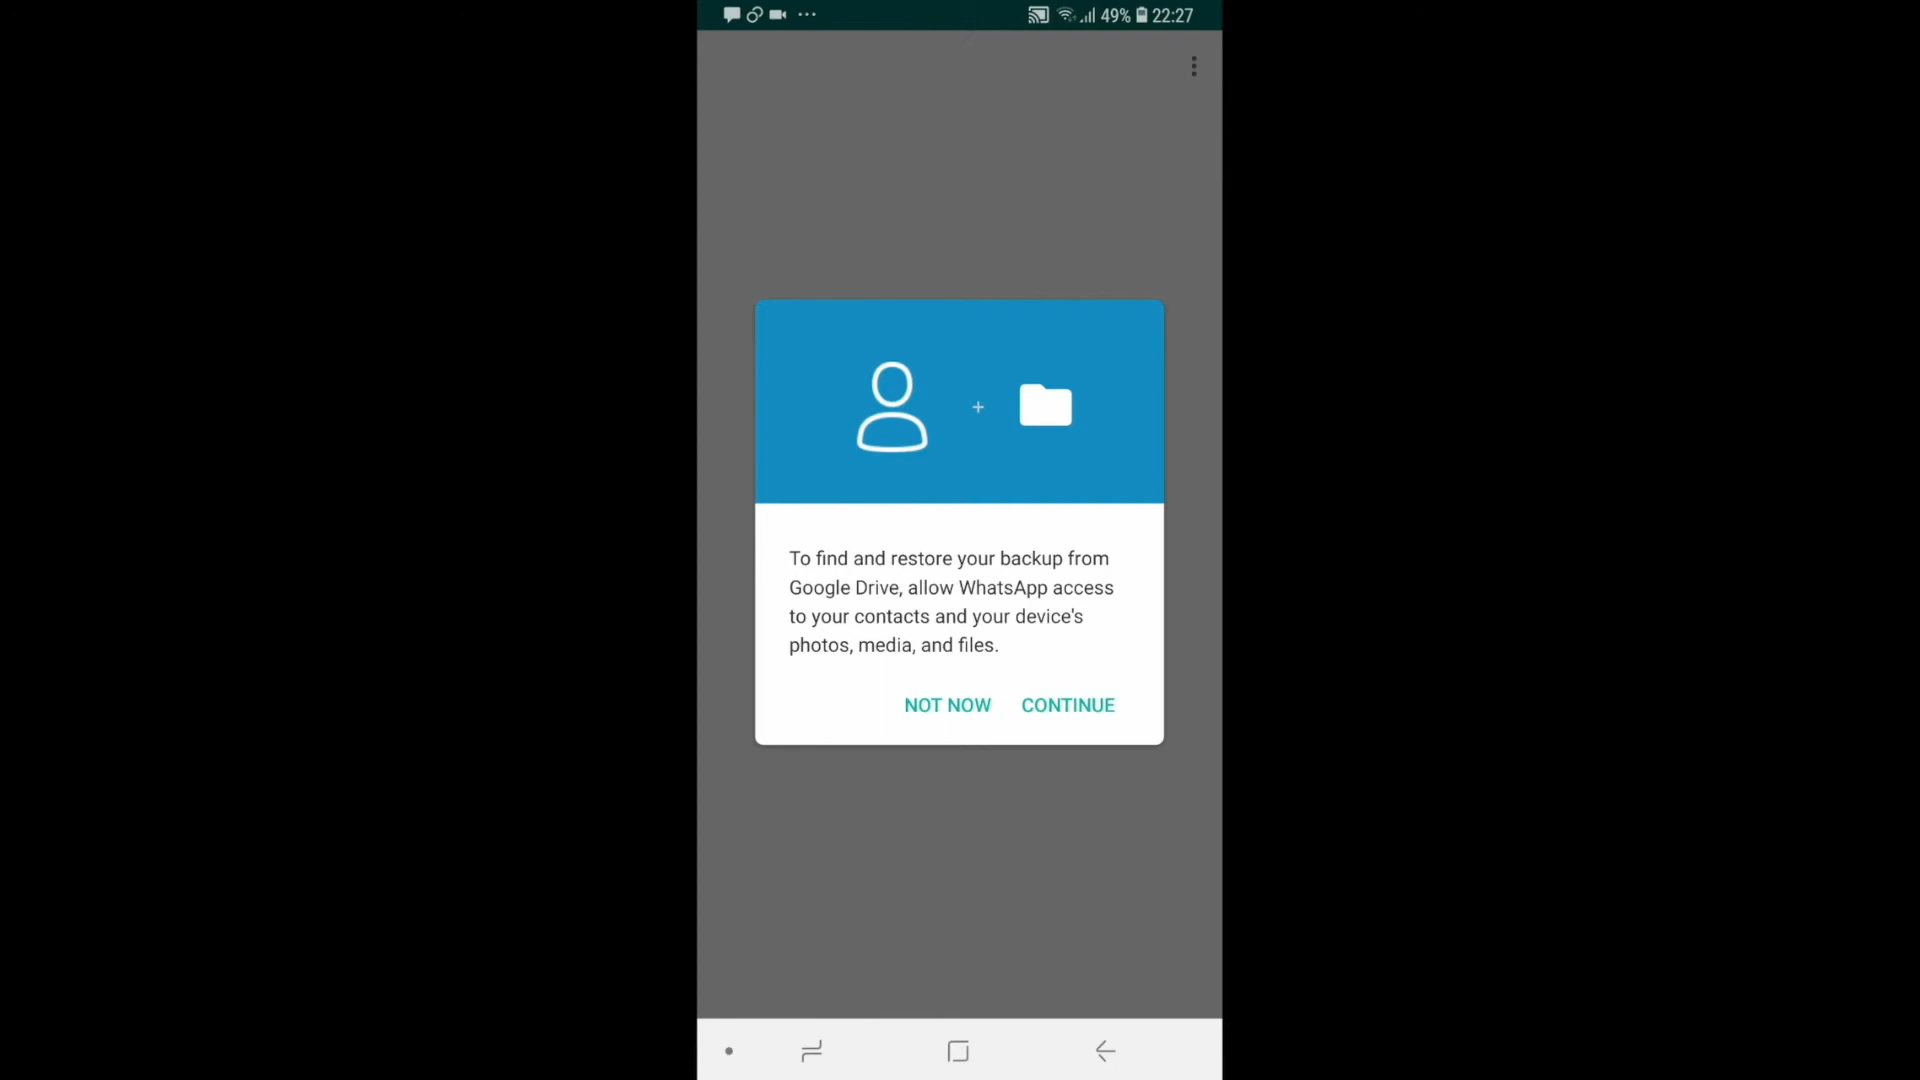 49% 22:27
+
To find and restore your backup from
Google Drive, allow WhatsApp access
to your contacts and your device's
photos, media, and files.
NOT NOW CONTINUE